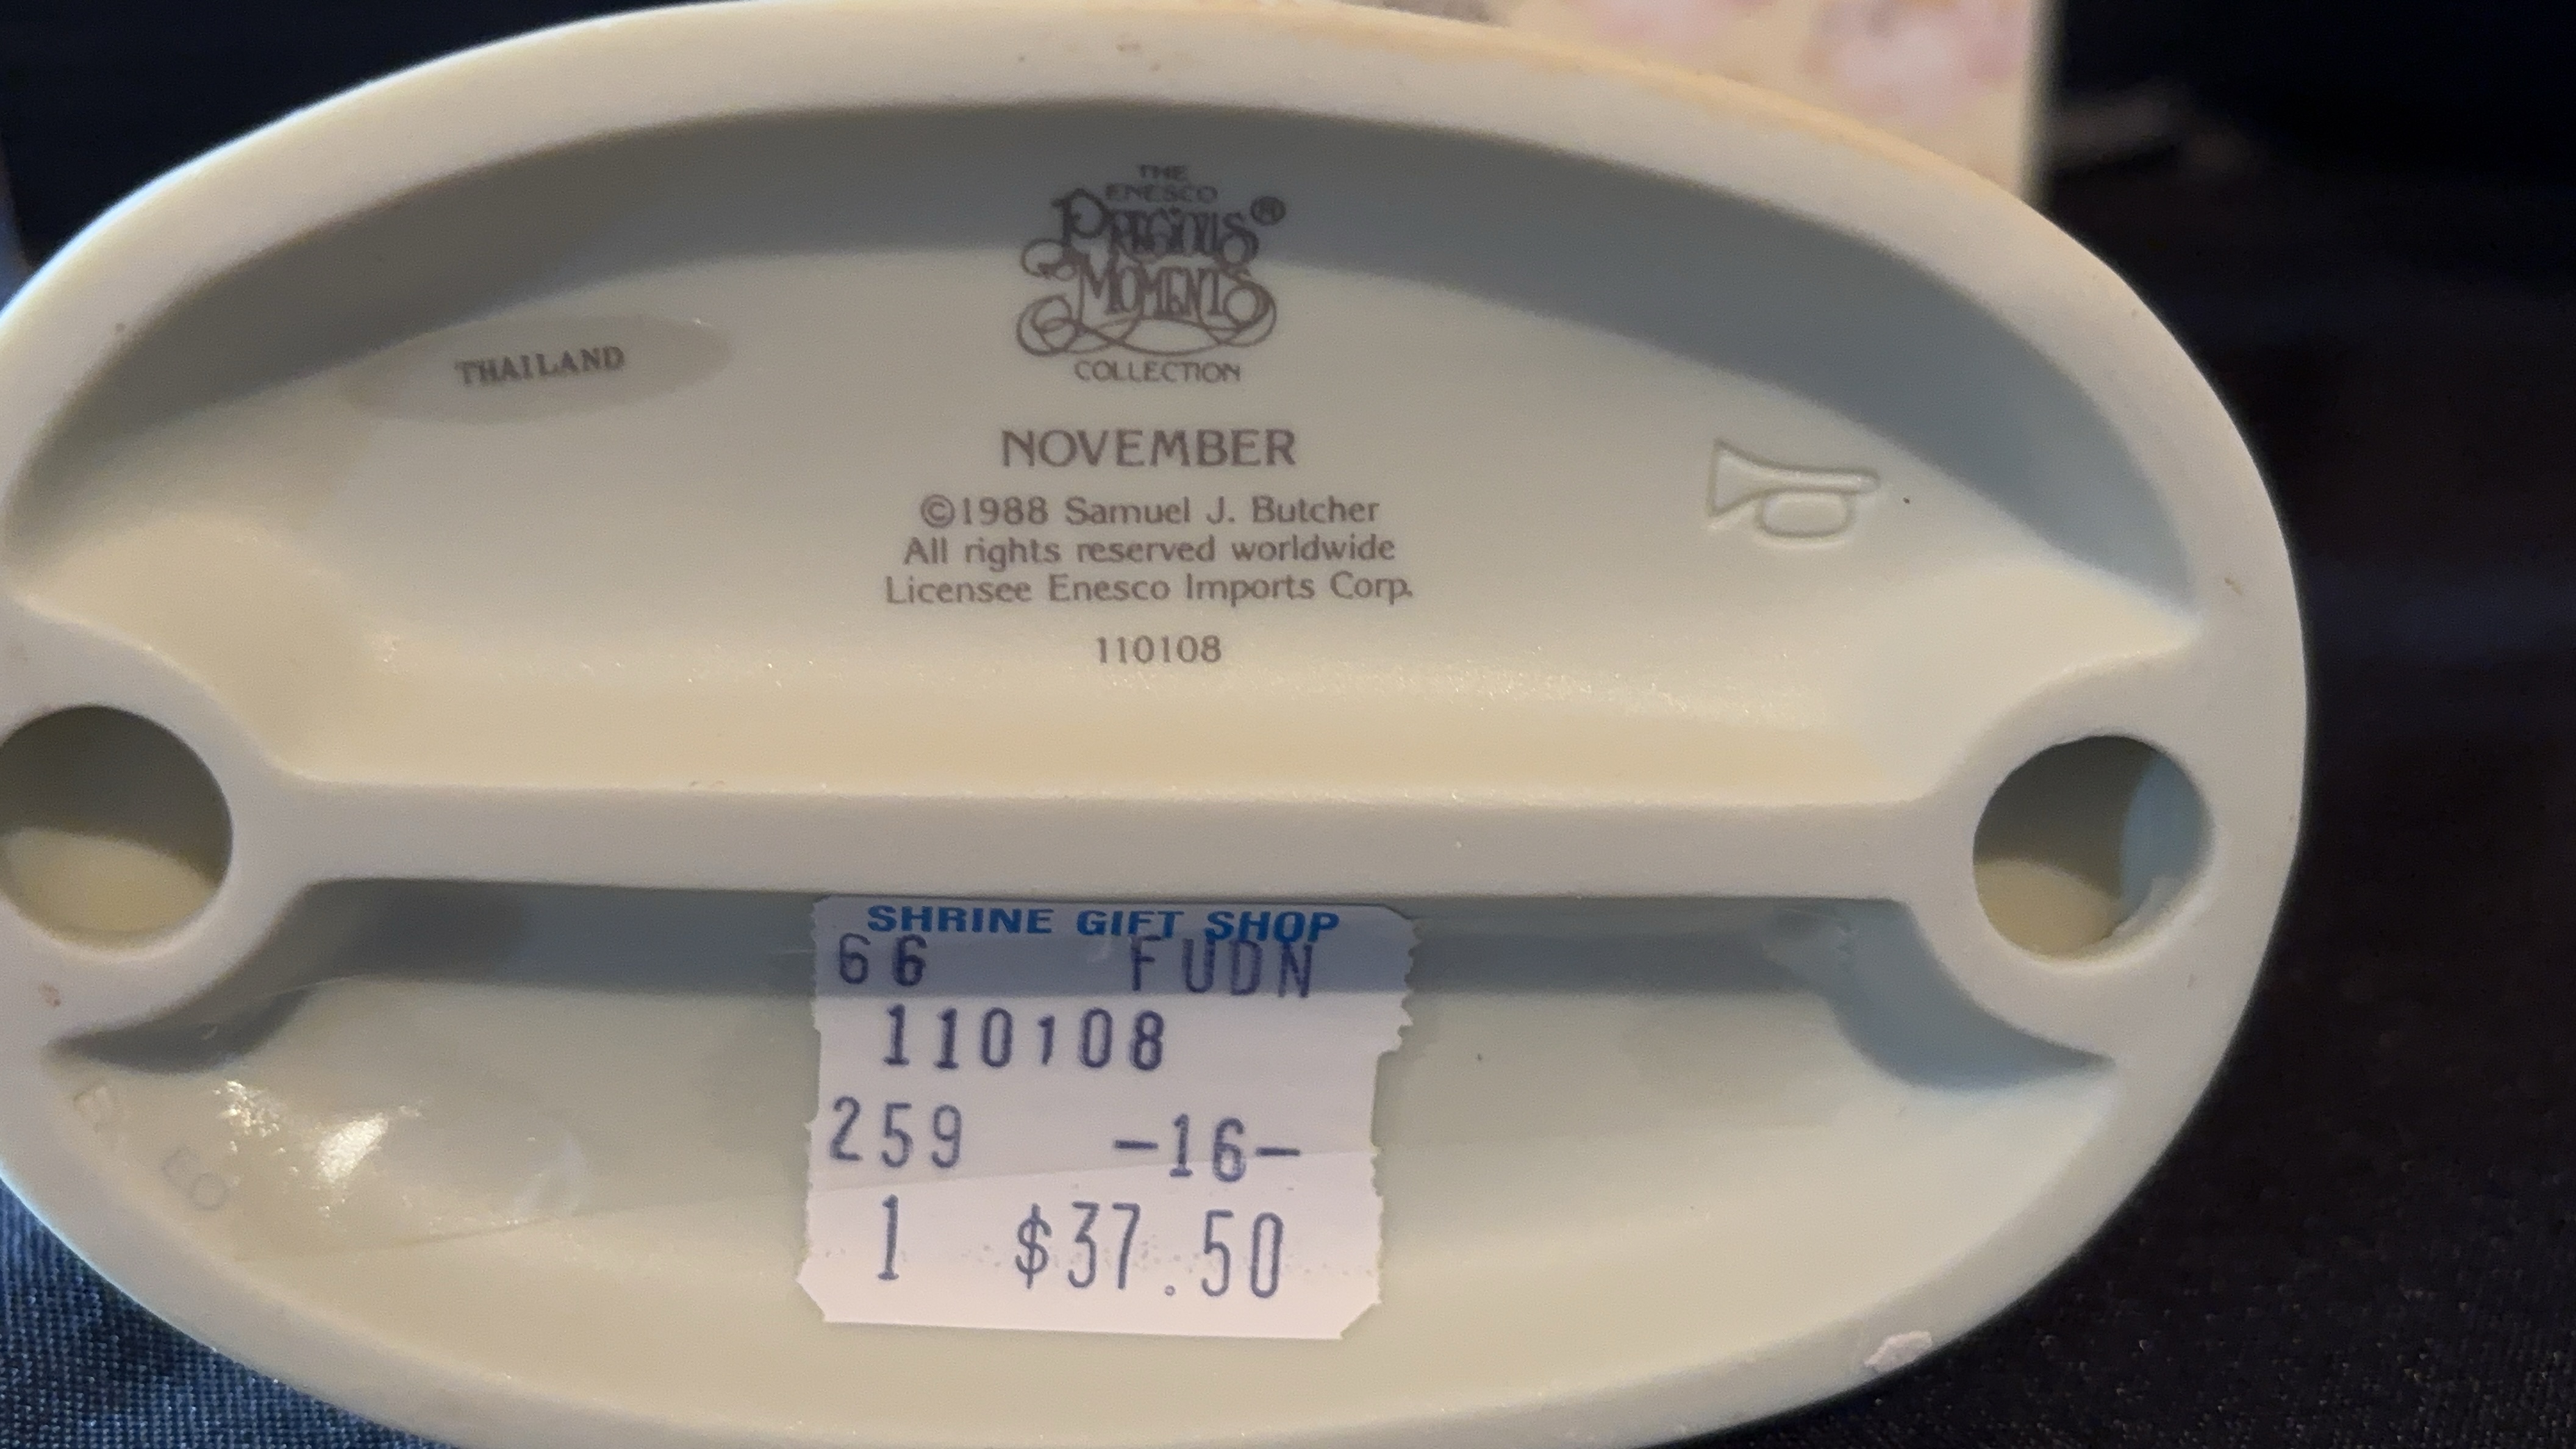 THE
ENESCO
PRECIOUS®
MOMENTS
COLLECTION
THAILAND
NOVEMBER
©1988 Samuel J. Butcher
All rights reserved worldwide
Licensee Enesco Imports Corp.
110108
SHRINE GIFT SHOP
66 FUDN
110108
259 -16-
1 $37.50